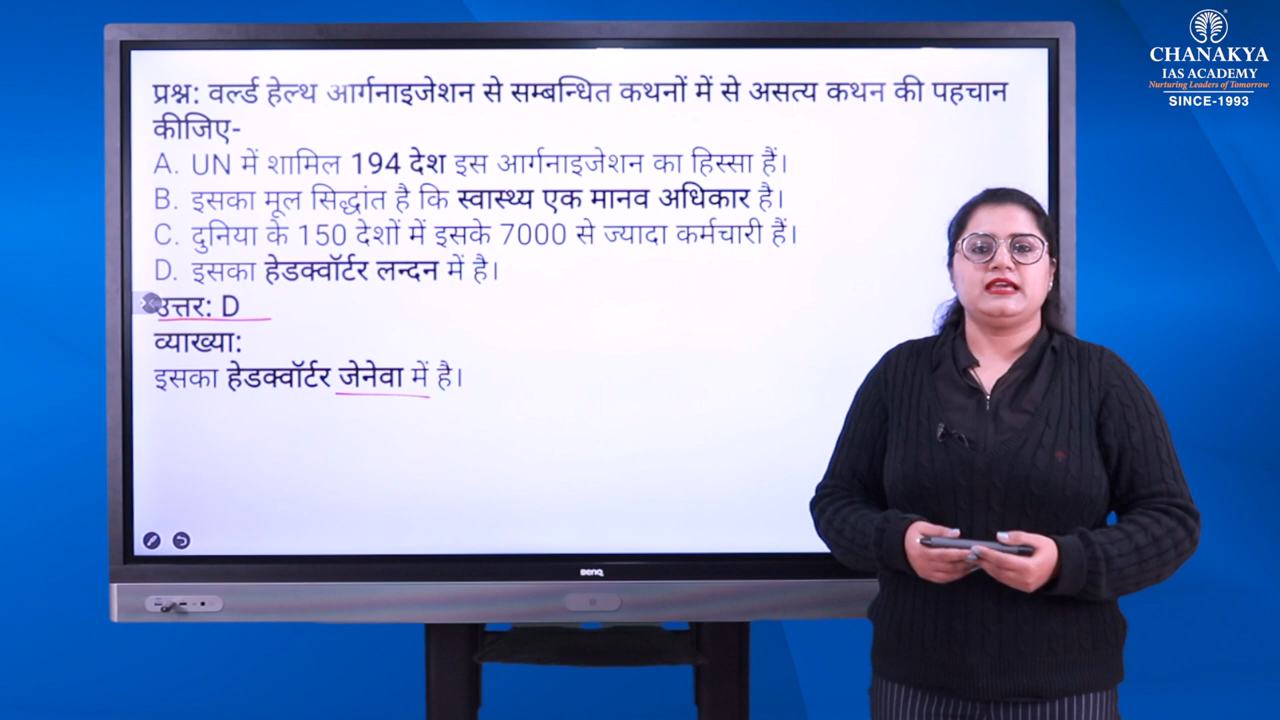 प्रश्न: वर्ल्ड हेल्थ आर्गनाइजेशन से सम्बन्धित कथनों में से असत्य कथन की पहचान
कीजिए-
A. UN में शामिल 194 देश इस आर्गनाइजेशन का हिस्सा हैं।
B. इसका मूल सिद्धांत है कि स्वास्थ्य एक मानव अधिकार है।
C. दुनिया के 150 देशों में इसके 7000 से ज्यादा कर्मचारी हैं।
D. इसका हेडक्वॉर्टर लन्दन में है।
उत्तर: D
व्याख्या:
इसका हेडक्वॉर्टर जेनेवा में है।
BenQ
CHANAKYA
IAS ACADEMY
Nurturing Leaders of Tomorrow
SINCE-1993